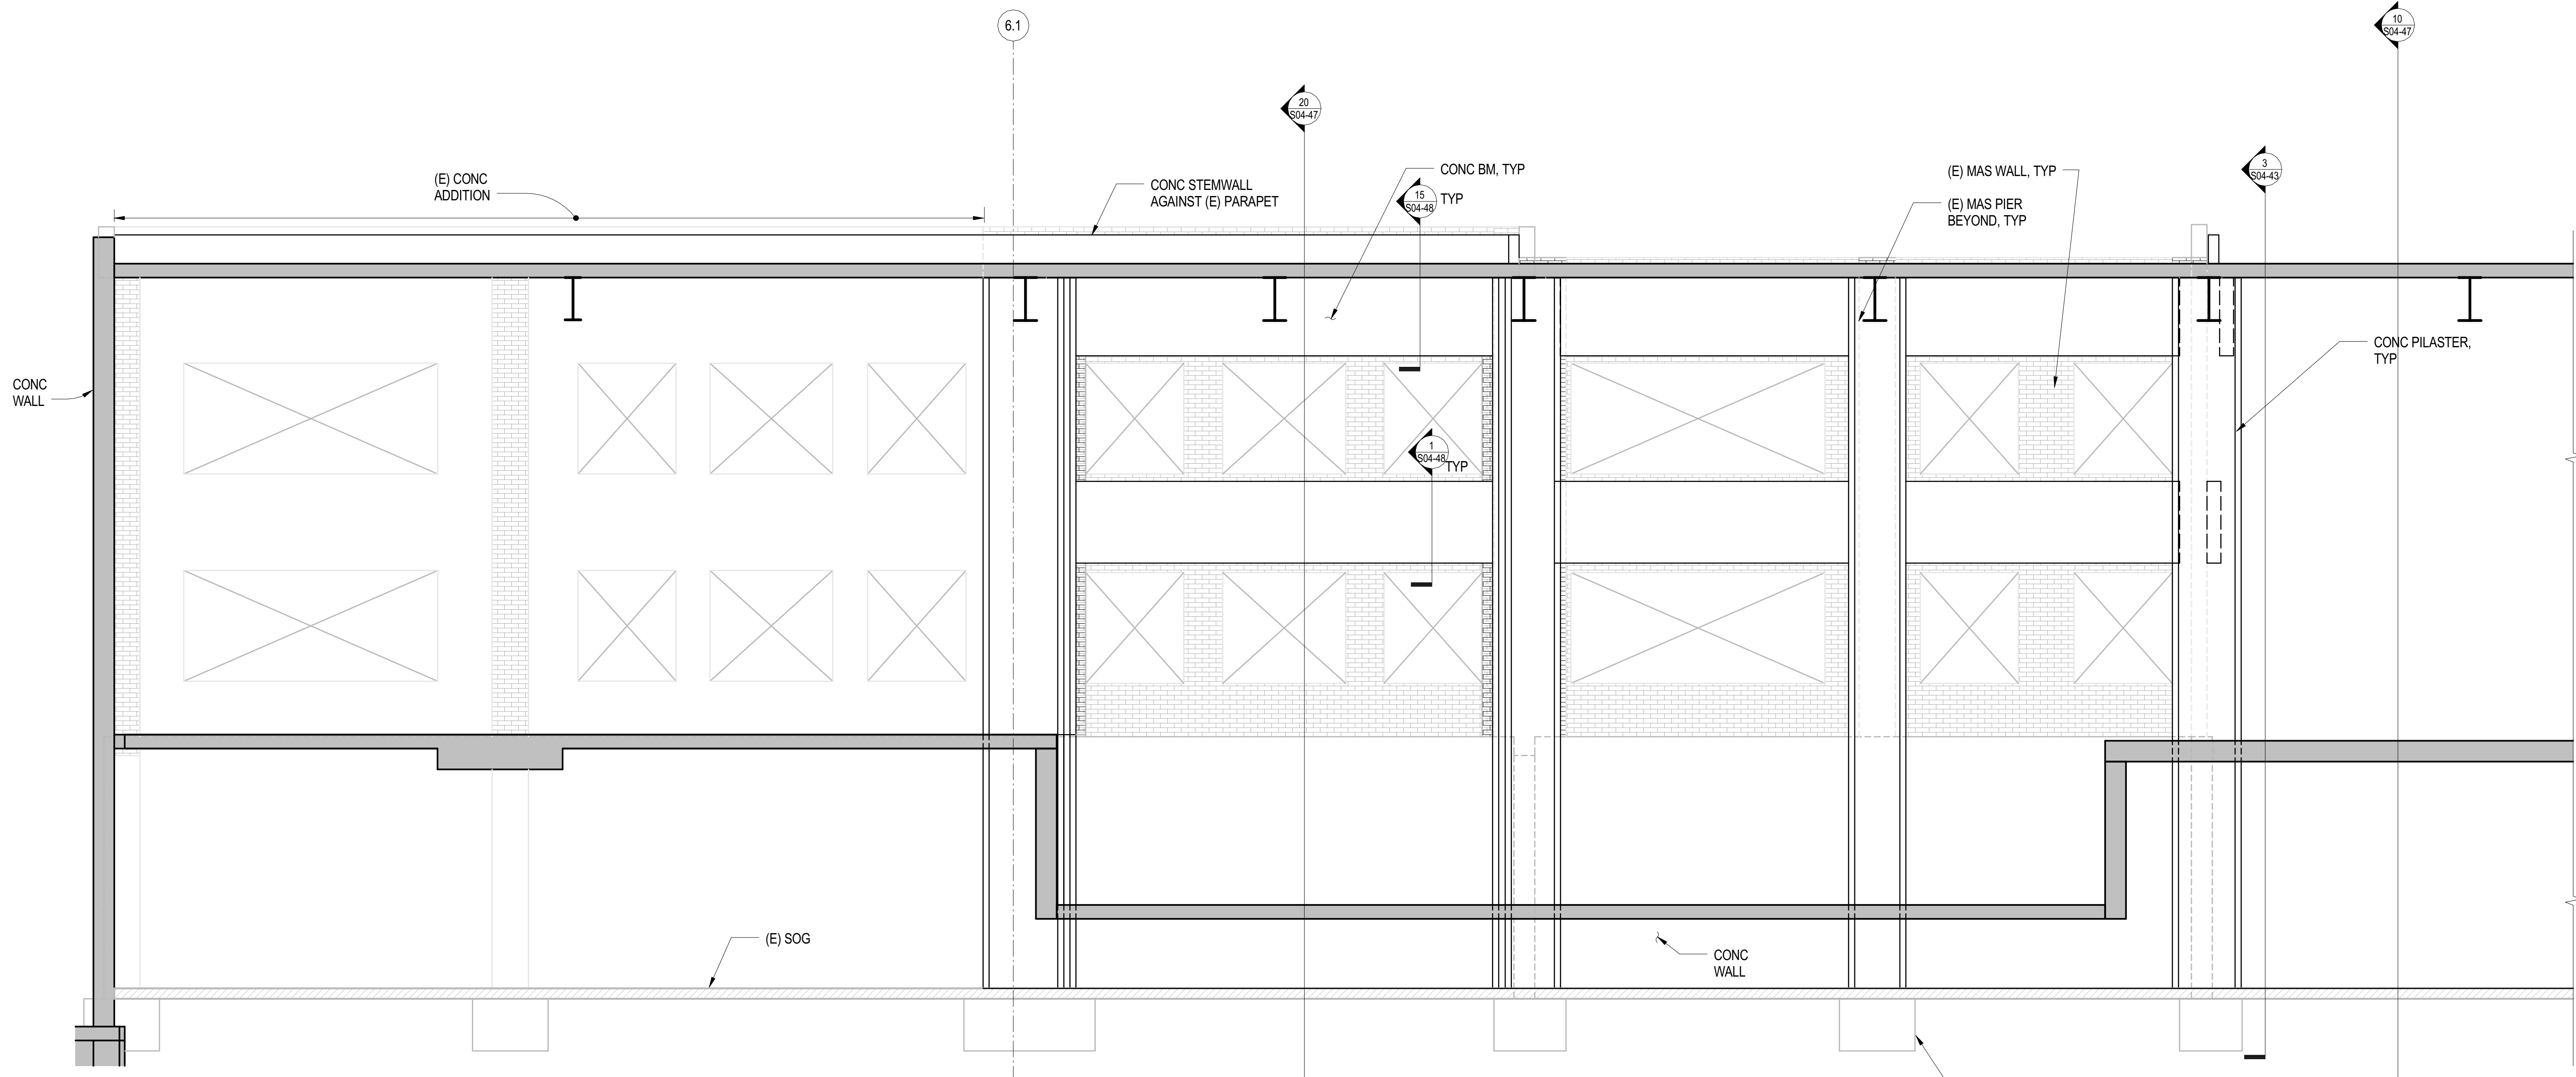 6.1
10
S04-47
20
S04-47
3
S04-43
(E) CONC
ADDITION
CONC STEMWALL
AGAINST (E) PARAPET
CONC BM, TYP
15
S04-48
TYP
(E) MAS WALL, TYP
(E) MAS PIER
BEYOND, TYP
CONC PILASTER,
TYP
CONC
WALL
1
S04-48
TYP
(E) SOG
CONC
WALL